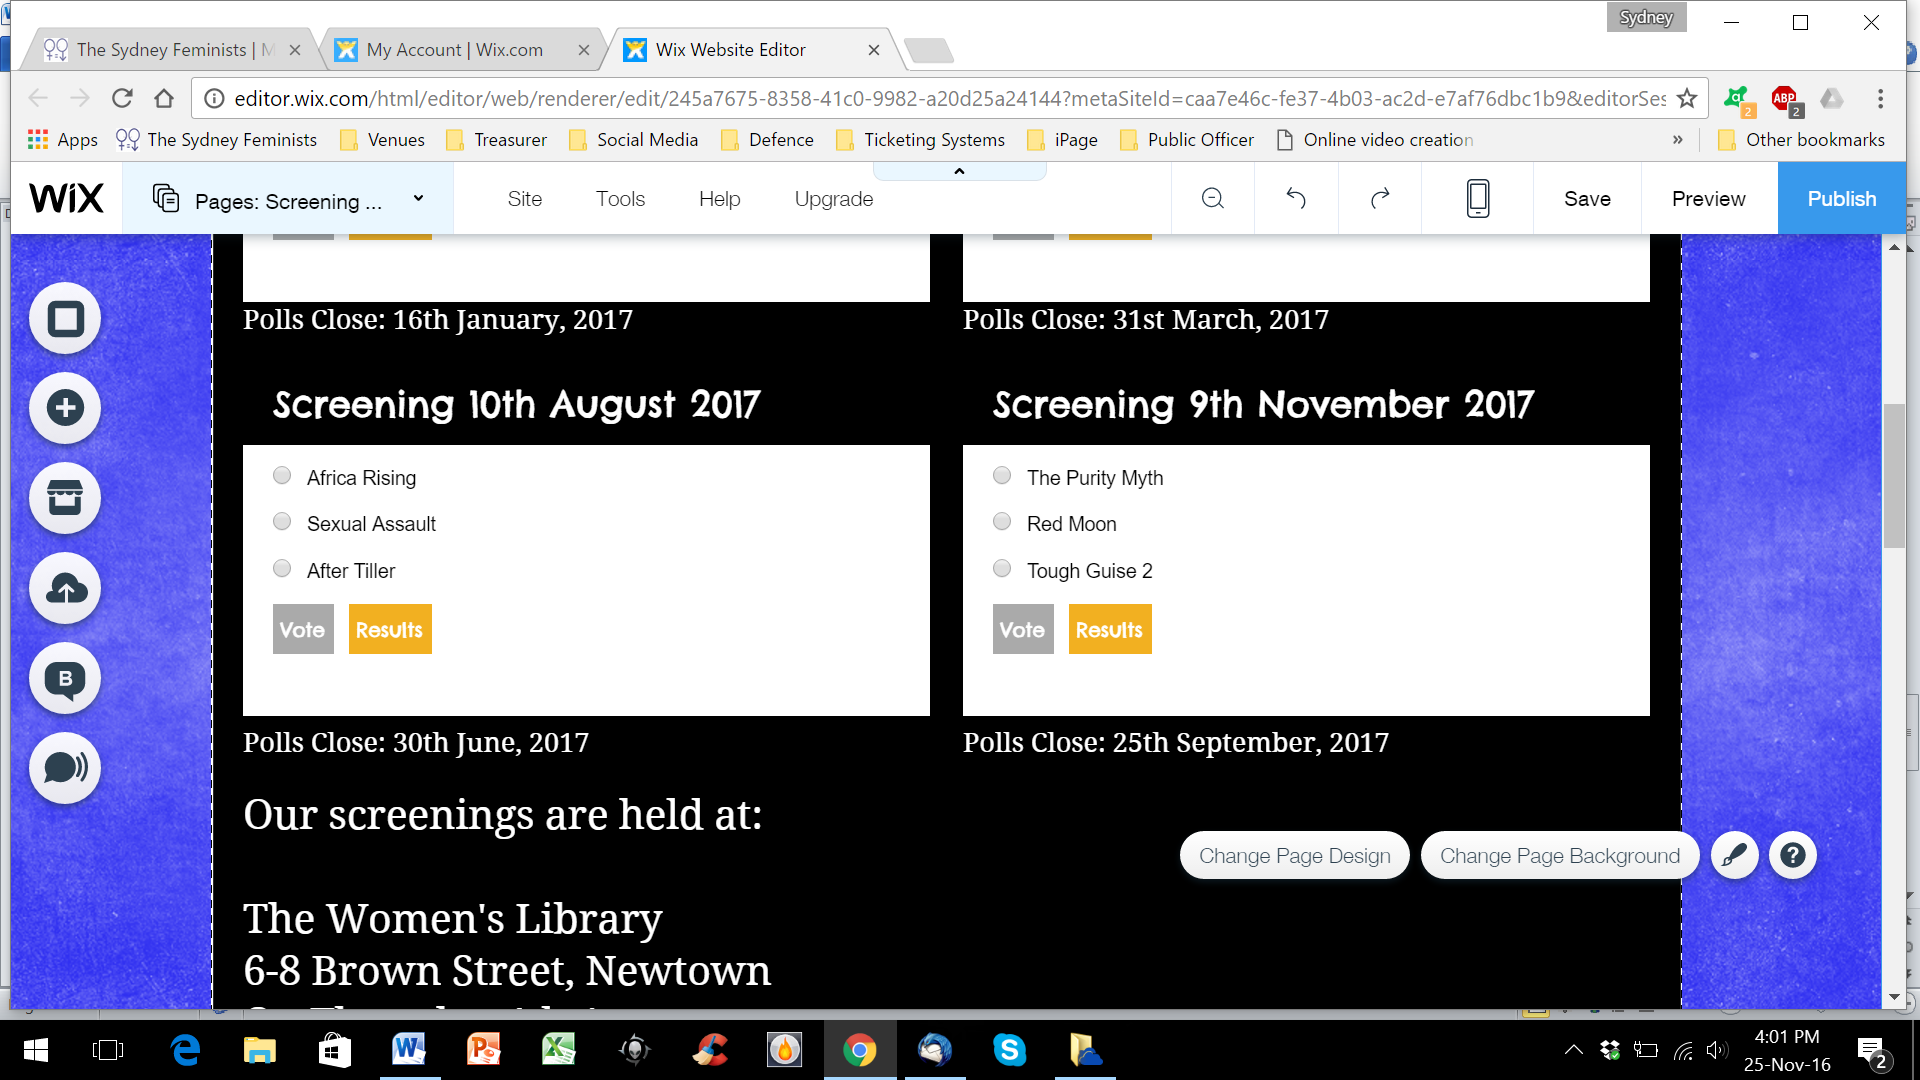 Sydney
The Sydney Feminists | M
My Account | Wix.com
Wix Website Editor
editor.wix.com/html/editor/web/renderer/edit/245a7675-8358-41c0-9982-a20d25a24144?metaSiteId=caa7e46c-fe37-4b03-ac2d-e7af76dbc1b9&editorSes
2
ABP
2
Apps
The Sydney Feminists
Venues
Treasurer
Social Media
Defence
Ticketing Systems
iPage
Public Officer
Online video creation
»
Other bookmarks
WiX
Pages: Screening ...
Site
Tools
Help
Upgrade
Save
Preview
Publish
Polls Close: 16th January, 2017
Polls Close: 31st March, 2017
Screening 10th August 2017
Screening 9th November 2017
Africa Rising
Sexual Assault
After Tiller
Vote
Results
The Purity Myth
Red Moon
Tough Guise 2
Vote
Results
Polls Close: 30th June, 2017
Polls Close: 25th September, 2017
Our screenings are held at:
Change Page Design
Change Page Background
?
The Women's Library
6-8 Brown Street, Newtown
B
4:01 PM
25-Nov-16
2